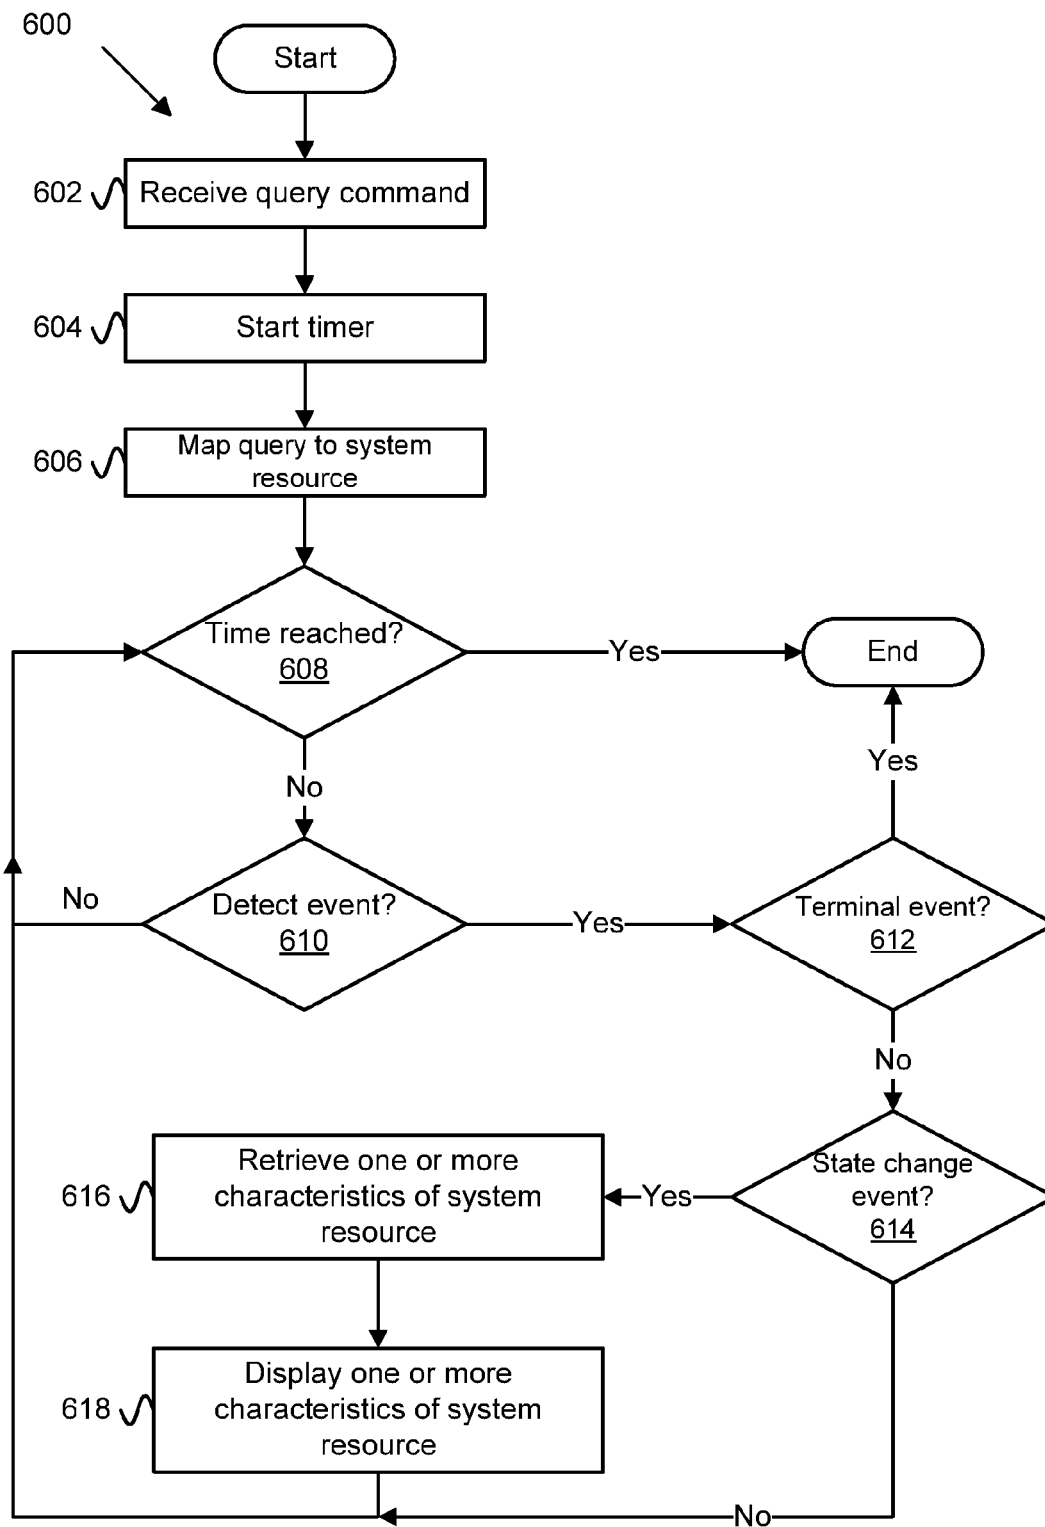 600
Start
602
Receive query command
604
Start timer
606
Map query to system
resource
Time reached?
608
Yes
End
No
Yes
No
Detect event?
610
Yes
Terminal event?
612
No
Retrieve one or more
characteristics of system
resource
616
Yes
State change
event?
614
Display one or more
characteristics of system
resource
618
No